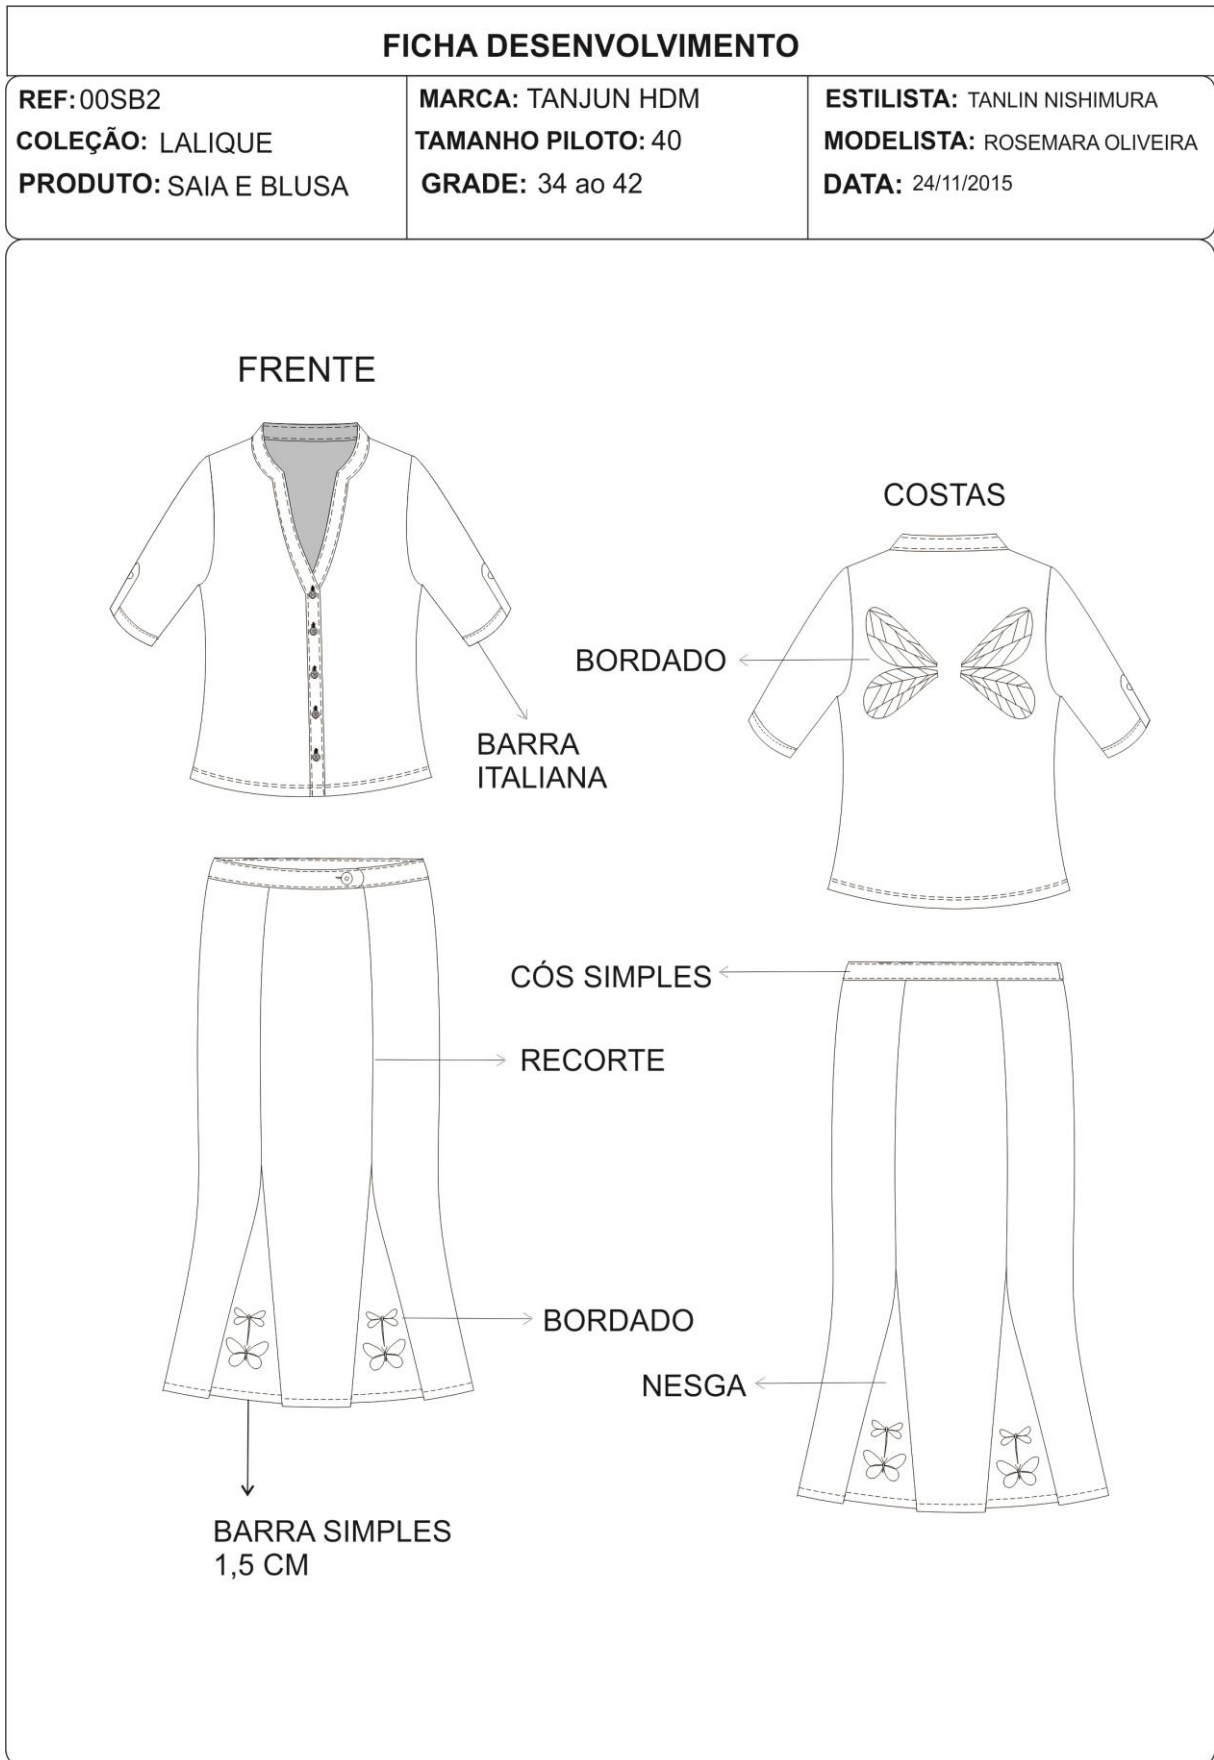 FICHA DESENVOLVIMENTO
REF: 00SB2
COLEÇÃO: LALIQUE
PRODUTO: SAIA E BLUSA
MARCA: TANJUN HDM
TAMANHO PILOTO: 40
GRADE: 34 ao 42
ESTILISTA: TANLIN NISHIMURA
MODELISTA: ROSEMARA OLIVEIRA
DATA: 24/11/2015
FRENTE
COSTAS
BORDADO
BARRA
ITALIANA
CÓS SIMPLES
RECORTE
BORDADO
NESGA
BARRA SIMPLES
1,5 CM